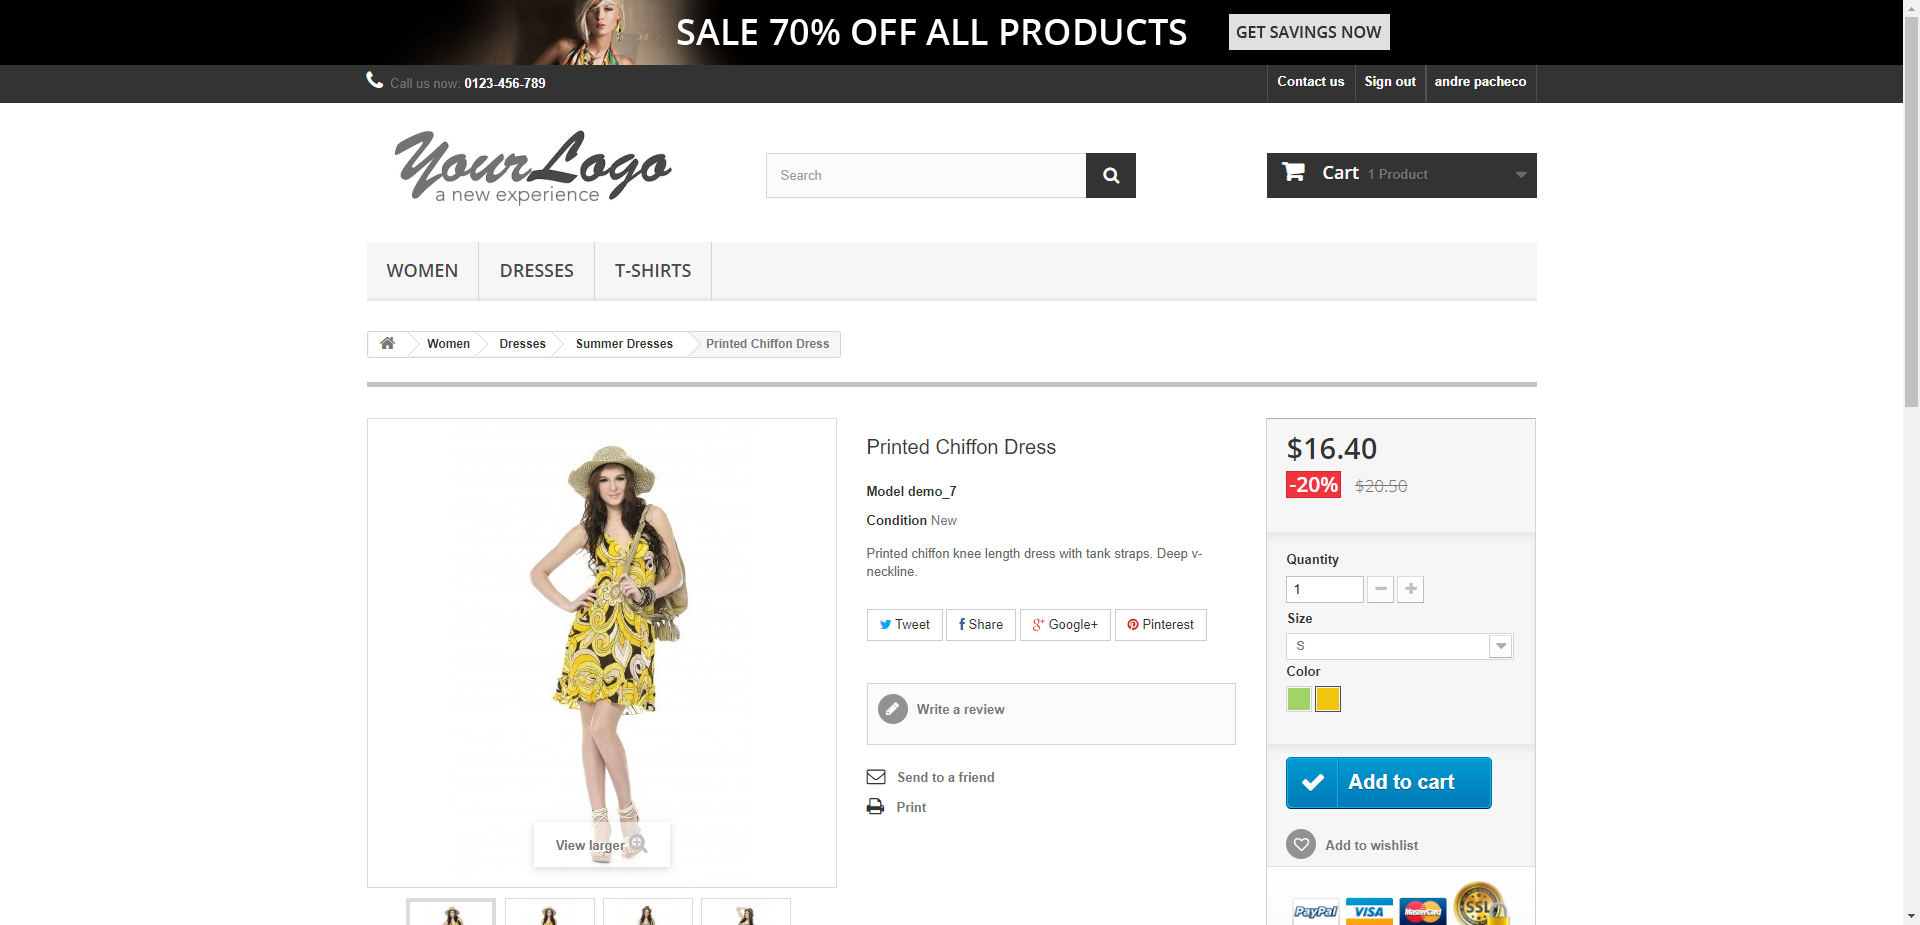 SALE 70% OFF ALL PRODUCTS
GET SAVINGS NOW
Call us now: 0123-456-789
Contact us
Sign out
andre pacheco
YourLogo
a new experience
Search
Cart 1 Product
WOMEN
DRESSES
T-SHIRTS
Women
Dresses
Summer Dresses
Printed Chiffon Dress
Printed Chiffon Dress
Model demo_7
Condition New
Printed chiffon knee length dress with tank straps. Deep v-
neckline.
Tweet
Share
Google+
Pinterest
Write a review
Send to a friend
Print
View larger
$16.40
-20% $20.50
Quantity
1
Size
S
Color
Add to cart
Add to wishlist
PayPal
VISA
MasterCard
SSL